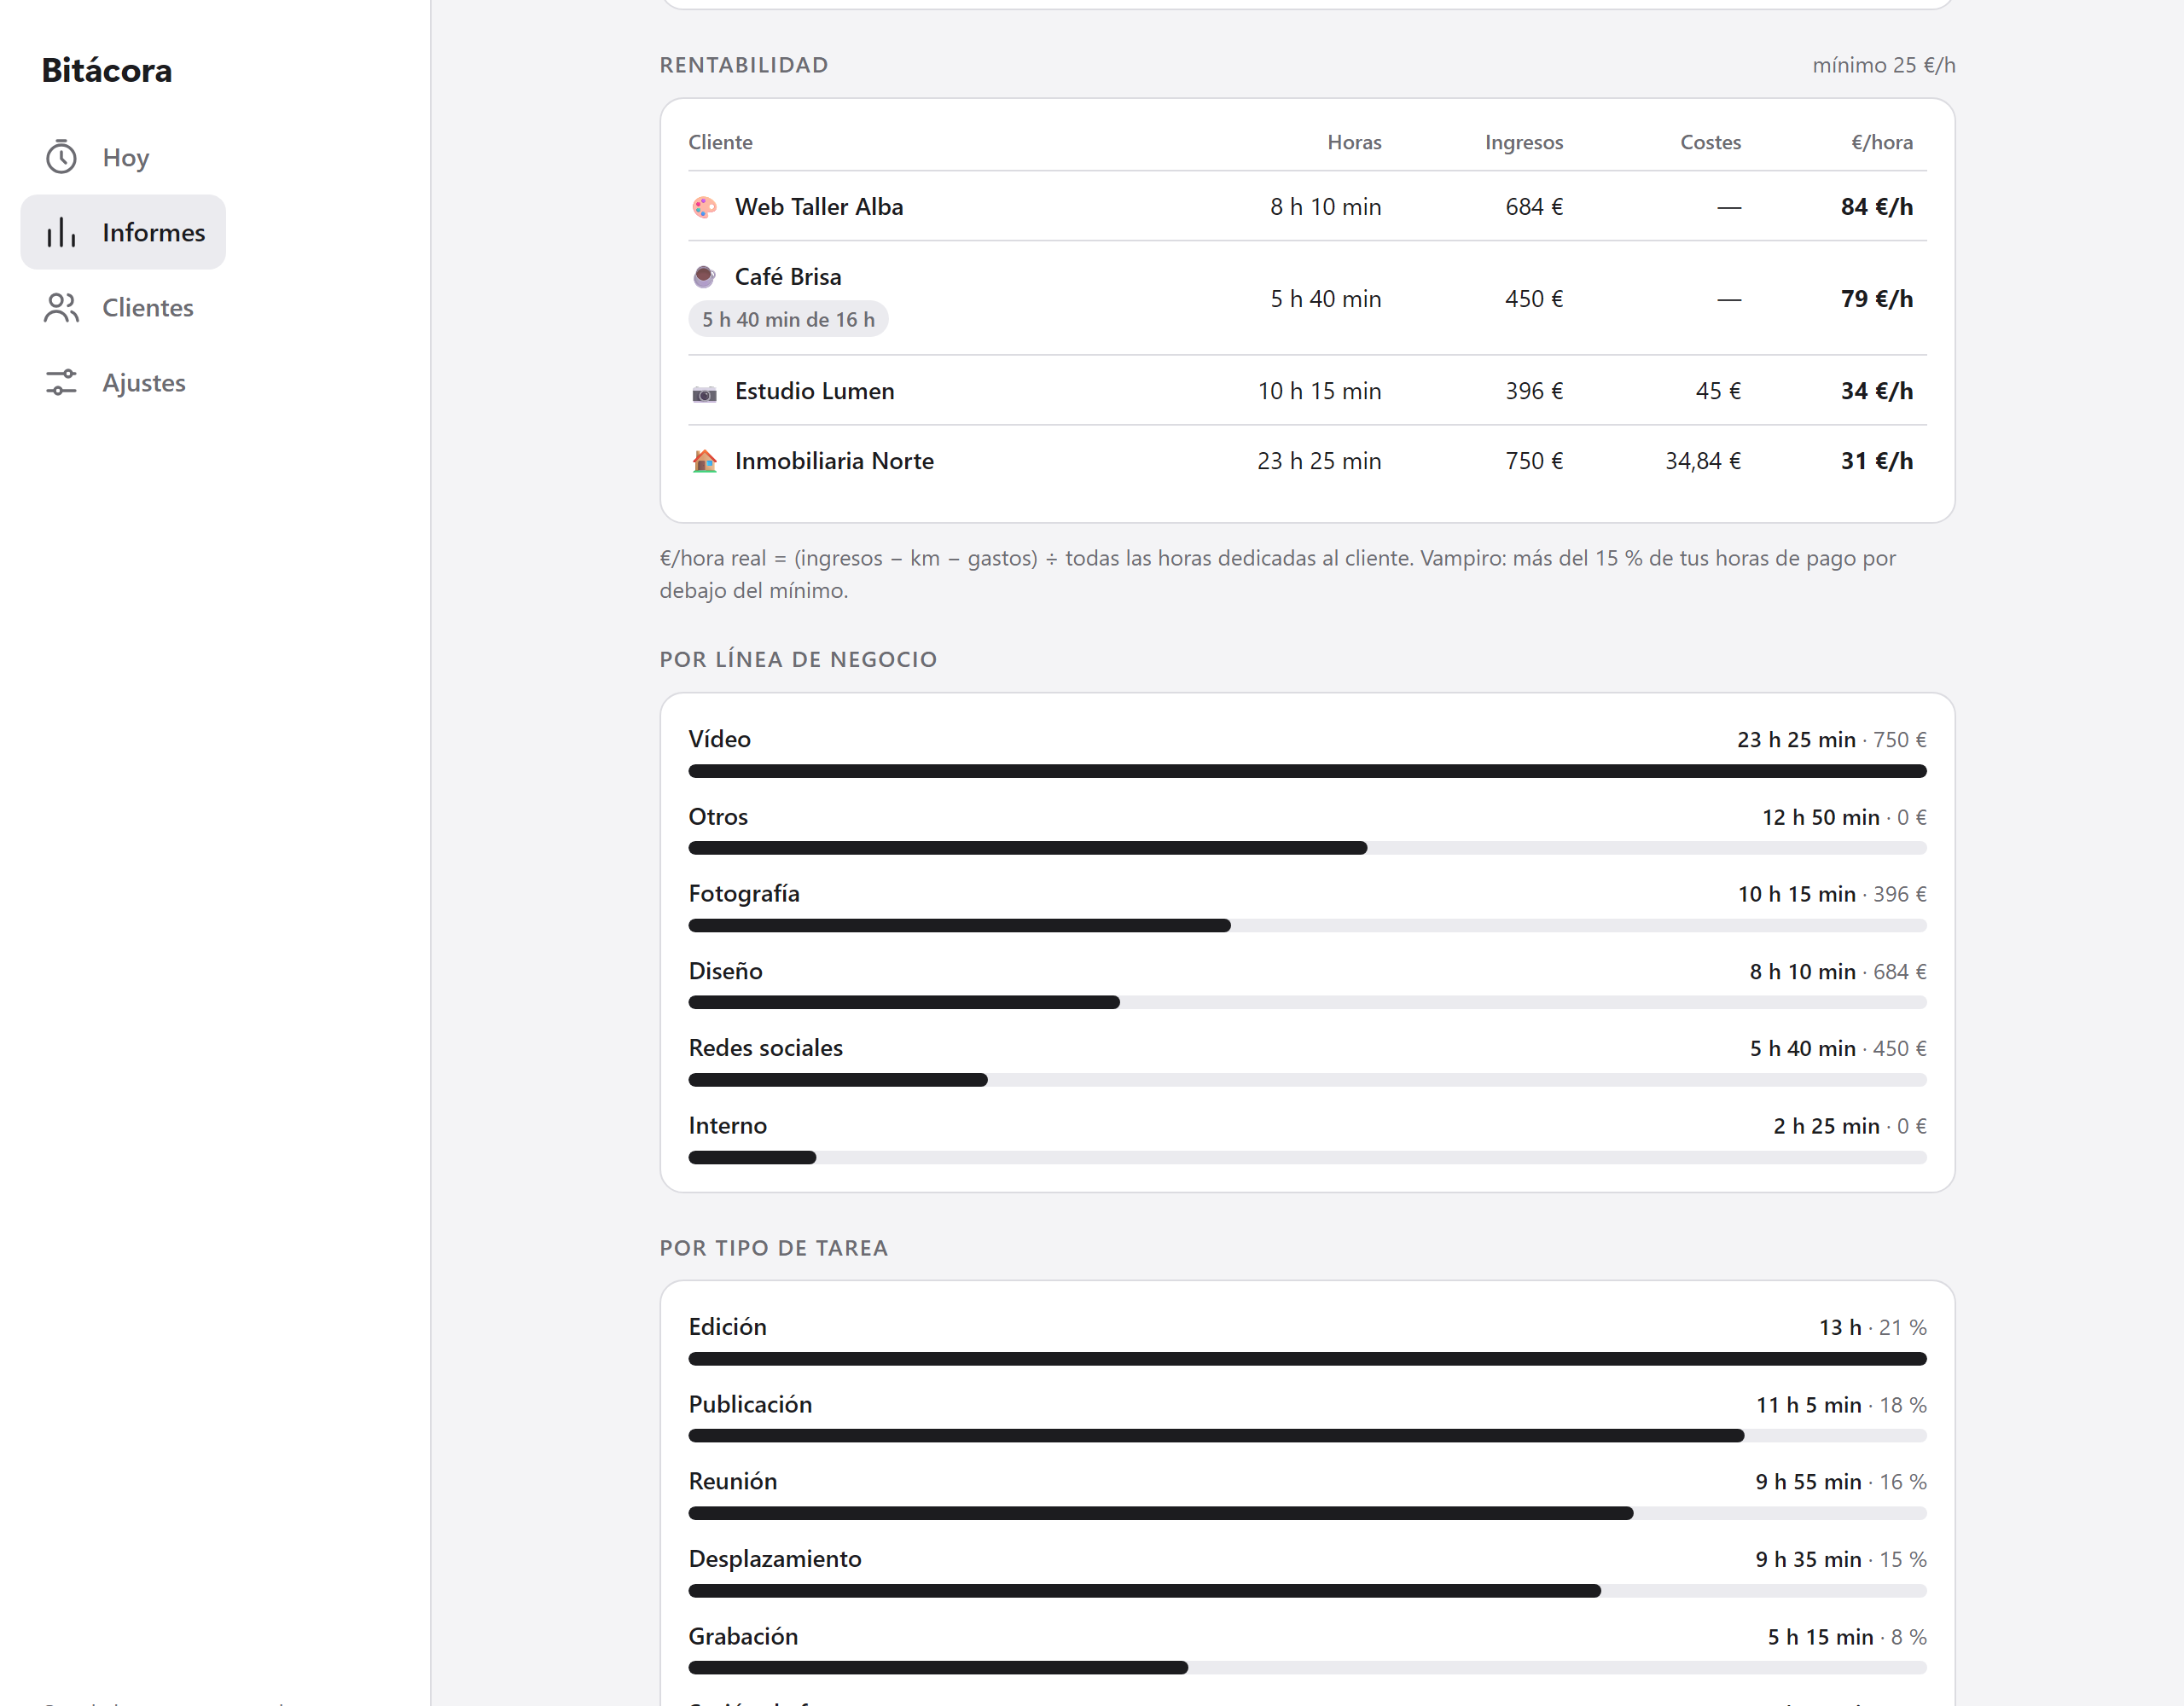 Bitácora
Hoy
Informes
Clientes
Ajustes
RENTABILIDAD mínimo 25 €/h
Cliente Horas Ingresos Costes €/hora
Web Taller Alba 8 h 10 min 684 € — 84 €/h
Café Brisa 5 h 40 min 450 € — 79 €/h
5 h 40 min de 16 h
Estudio Lumen 10 h 15 min 396 € 45 € 34 €/h
Inmobiliaria Norte 23 h 25 min 750 € 34,84 € 31 €/h
€/hora real = (ingresos − km − gastos) ÷ todas las horas dedicadas al cliente. Vampiro: más del 15 % de tus horas de pago por
debajo del mínimo.
POR LÍNEA DE NEGOCIO
Vídeo 23 h 25 min · 750 €
Otros 12 h 50 min · 0 €
Fotografía 10 h 15 min · 396 €
Diseño 8 h 10 min · 684 €
Redes sociales 5 h 40 min · 450 €
Interno 2 h 25 min · 0 €
POR TIPO DE TAREA
Edición 13 h · 21 %
Publicación 11 h 5 min · 18 %
Reunión 9 h 55 min · 16 %
Desplazamiento 9 h 35 min · 15 %
Grabación 5 h 15 min · 8 %